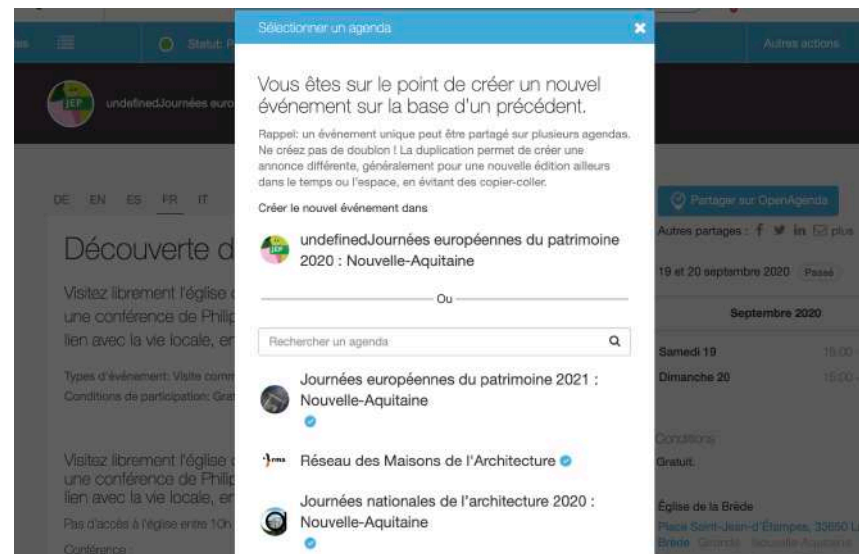 Statut: P
Autres actions
Sélectionner un agenda
undefinedJournées euro
Vous êtes sur le point de créer un nouvel
événement sur la base d'un précédent.
Rappel: un événement unique peut être partagé sur plusieurs agendas.
Ne créez pas de doublon ! La duplication permet de créer une
annonce différente, généralement pour une nouvelle édition ailleurs
dans le temps ou l'espace, en évitant des copier-coller.
Créer le nouvel événement dans
JEP
undefinedJournées européennes du patrimoine
2020 : Nouvelle-Aquitaine
Ou
Rechercher un agenda
Journées européennes du patrimoine 2021 :
Nouvelle-Aquitaine
Réseau des Maisons de l'Architecture
Journées nationales de l'architecture 2020 :
Nouvelle-Aquitaine
JEP
DE EN ES FR IT
Découverte d
Visitez librement l'église
une conférence de Philip
lien avec la vie locale, en
Types d'événement: Visite comm
Conditions de participation: Grat
Visitez librement l'église
une conférence de Philip
lien avec la vie locale, en
Pas d'accès à l'église entre 10h
Conférence :
Partager sur OpenAgenda
Autres partages : plus
19 et 20 septembre 2020 Passé
Septembre 2020
Samedi 19 15:00
Dimanche 20 15:00
Conditions
Gratuit.
Église de la Brède
Place Saint-Jean-d'Étampes, 33650 L
Brède Gironde Nouvelle-Aquitaine